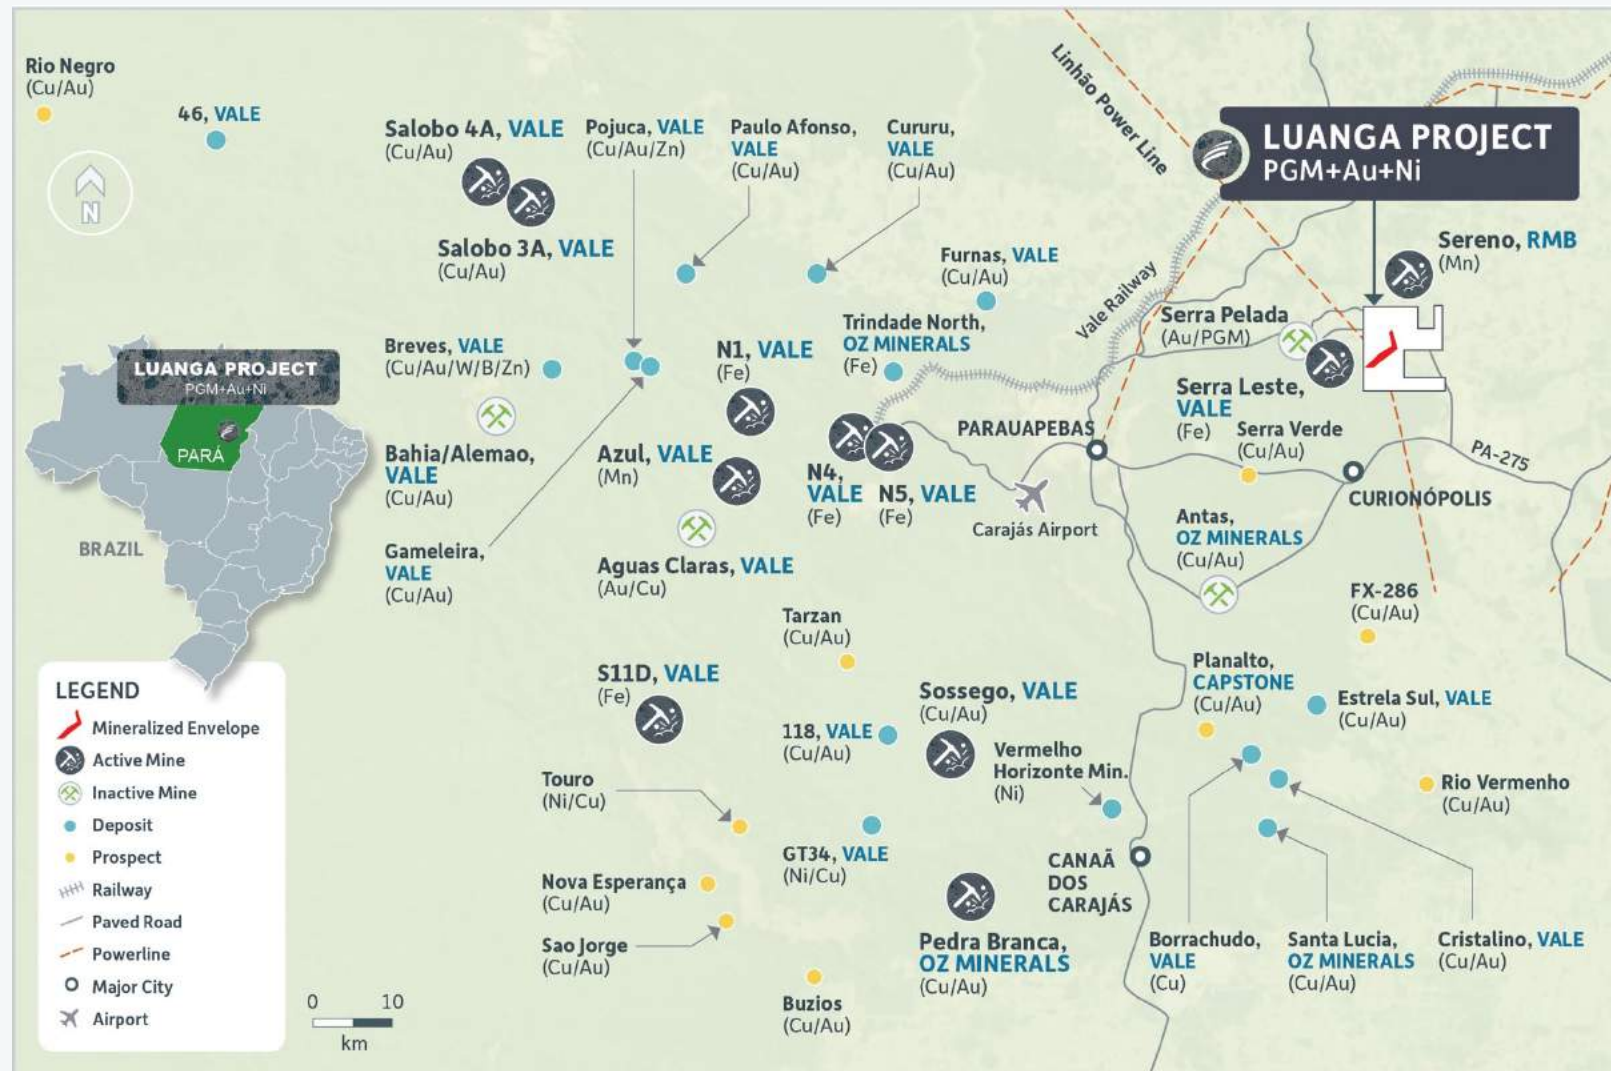 Rio Negro
(Cu/Au)
46, VALE
N
Salobo 4A, VALE
(Cu/Au)
Salobo 3A, VALE
(Cu/Au)
Pojuca, VALE
(Cu/Au/Zn)
Paulo Afonso,
VALE
(Cu/Au)
Cururu,
VALE
(Cu/Au)
Linhão Power Line
LUANGA PROJECT
PGM+Au+Ni
Sereno, RMB
(Mn)
Furnas, VALE
(Cu/Au)
Vale Railway
Trindade North,
OZ MINERALS
(Fe)
Serra Pelada
(Au/PGM)
Serra Leste,
VALE
(Fe)
Breves, VALE
(Cu/Au/W/B/Zn)
N1, VALE
(Fe)
LUANGA PROJECT
PGM+Au+Ni
PARÁ
BRAZIL
Bahia/Alemao,
VALE
(Cu/Au)
Azul, VALE
(Mn)
N4,
VALE
(Fe)
N5, VALE
(Fe)
PARAUAPEBAS
Serra Verde
(Cu/Au)
PA-275
CURIONÓPOLIS
Carajás Airport
Antas,
OZ MINERALS
(Cu/Au)
Gameleira,
VALE
(Cu/Au)
Aguas Claras, VALE
(Au/Cu)
Tarzan
(Cu/Au)
FX-286
(Cu/Au)
S11D, VALE
(Fe)
Sossego, VALE
(Cu/Au)
Planalto,
CAPSTONE
(Cu/Au)
Estrela Sul, VALE
(Cu/Au)
118, VALE
(Cu/Au)
Vermelho
Horizonte Min.
(Ni)
Touro
(Ni/Cu)
Rio Vermenho
(Cu/Au)
GT34, VALE
(Ni/Cu)
CANAÃ
DOS
CARAJÁS
Nova Esperança
(Cu/Au)
Sao Jorge
(Cu/Au)
Pedra Branca,
OZ MINERALS
(Cu/Au)
Borrachudo,
VALE
(Cu)
Santa Lucia,
OZ MINERALS
(Cu/Au)
Cristalino, VALE
(Cu/Au)
Buzios
(Cu/Au)
LEGEND
Mineralized Envelope
Active Mine
Inactive Mine
Deposit
Prospect
Railway
Paved Road
Powerline
Major City
Airport
0 10
km